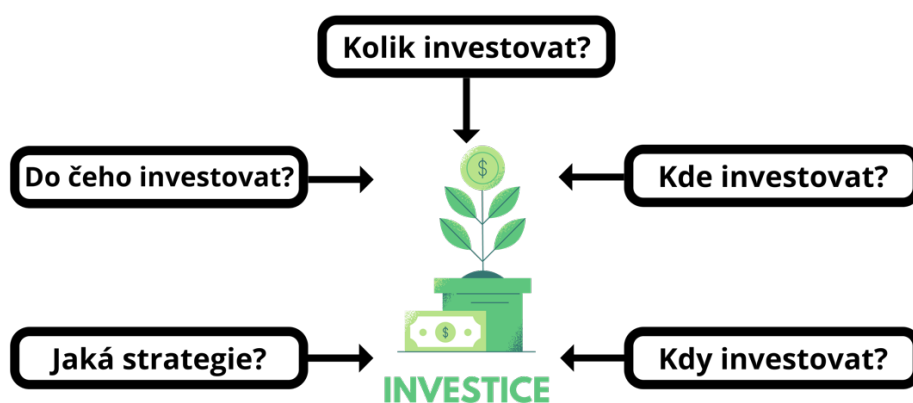 Kolik investovat?
Do čeho investovat?
Kde investovat?
$
$
Jaká strategie?
Kdy investovat?
INVESTICE